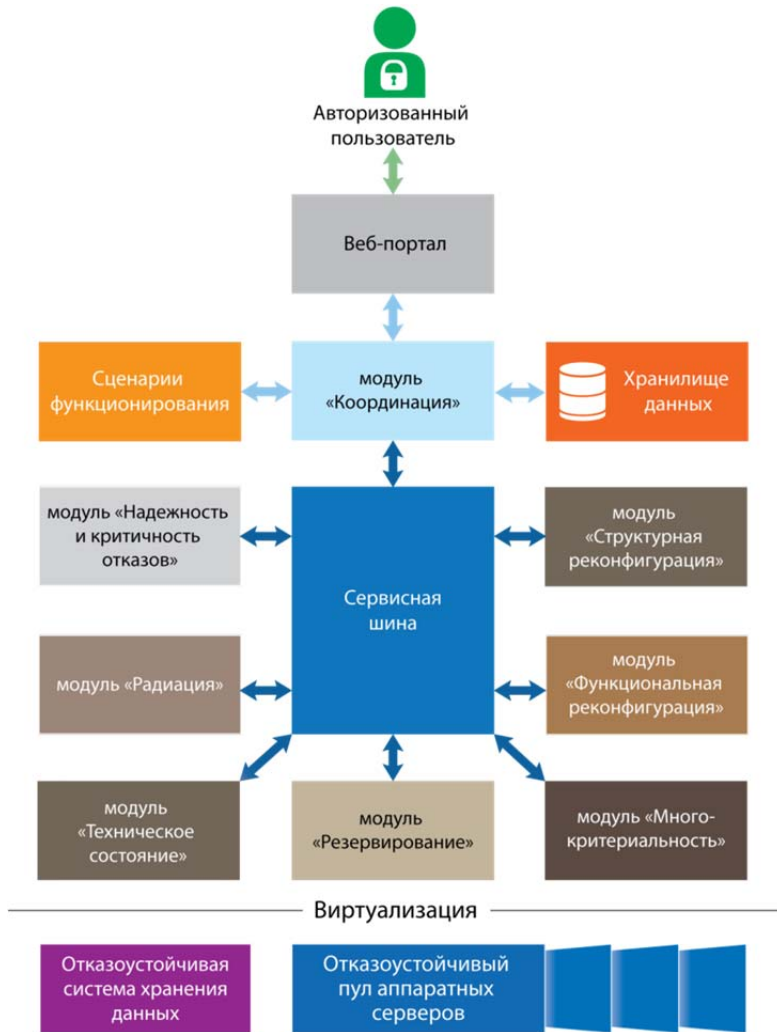 Авторизованный
пользователь
Веб-портал
Сценарии
функционирования
модуль
«Координация»
Хранилище
данных
модуль «Надежность
и критичность
отказов»
Сервисная
шина
модуль
«Структурная
реконфигурация»
модуль «Радиация»
модуль
«Функциональная
реконфигурация»
модуль
«Техническое
состояние»
модуль
«Резервирование»
модуль «Много-
критериальность»
Виртуализация
Отказоустойчивая
система хранения
данных
Отказоустойчивый
пул аппаратных
серверов